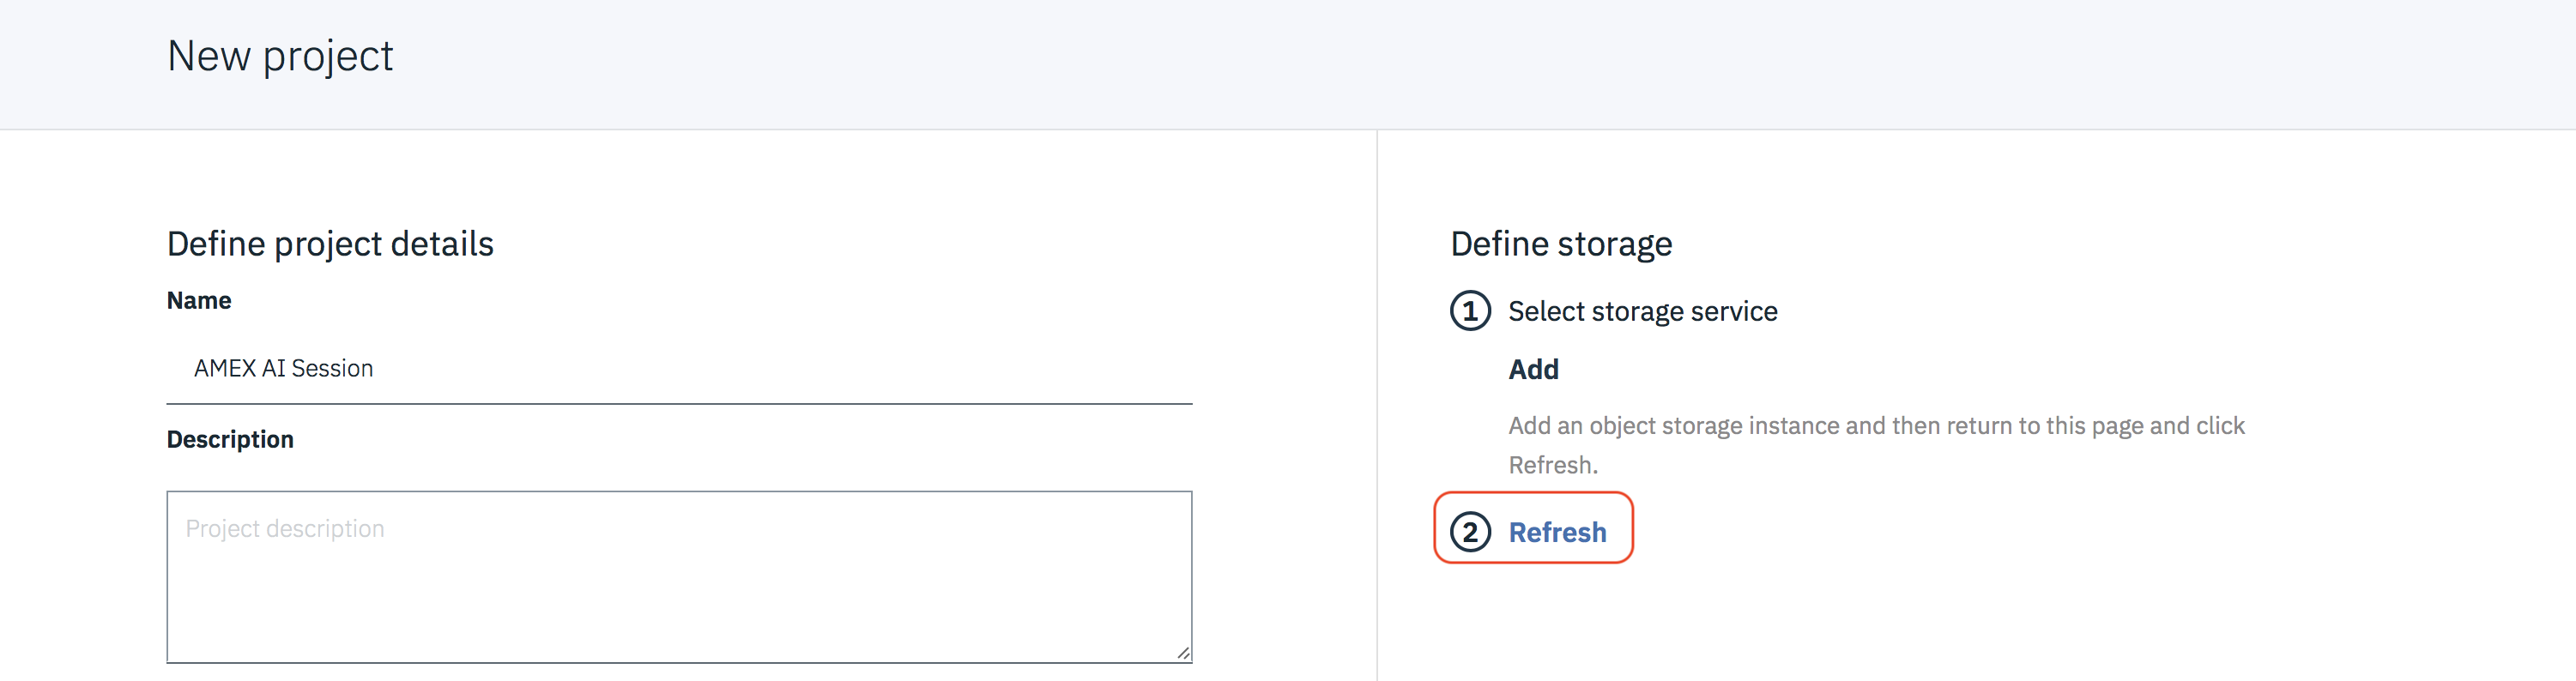 New project
Define project details
Name
AMEX AI Session
Description
Project description
Define storage
1 Select storage service
Add
Add an object storage instance and then return to this page and click
Refresh.
2 Refresh